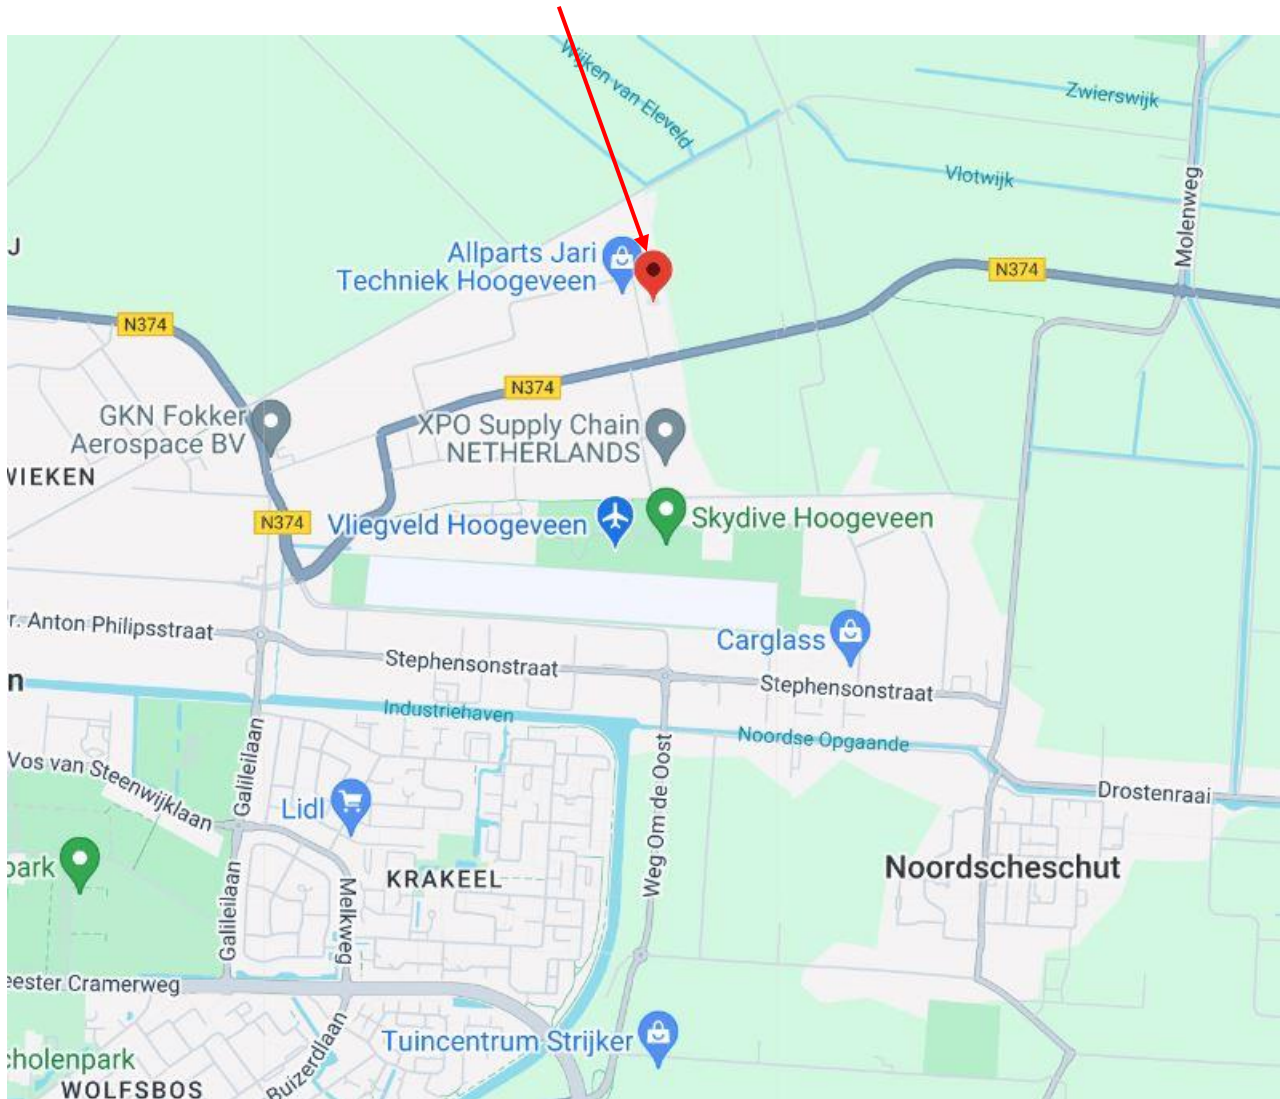 Wijken van Eleveld
Zwierswijk
Vlotwijk
Molenweg
J
Allparts Jari
Techniek Hoogeveen
N374
N374
N374
GKN Fokker
Aerospace BV
XPO Supply Chain
NETHERLANDS
WIEKEN
N374
Vliegveld Hoogeveen
Skydive Hoogeveen
r. Anton Philipsstraat
Carglass
Stephensonstraat
Stephensonstraat
n
Industriehaven
Noordse Opgaande
Galileilaan
Vos van Steenwijklaan
Weg Om de Oost
Drostenraai
Lidl
park
KRAKEEL
Noordscheschut
Galileilaan
Melkweg
eester Cramerweg
Tuincentrum Strijker
cholenpark
WOLFSBOS
Buizerdlaan